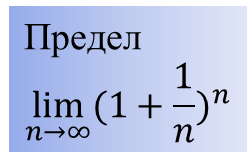 Предел
lim n→∞ (1 + 1/n)^n